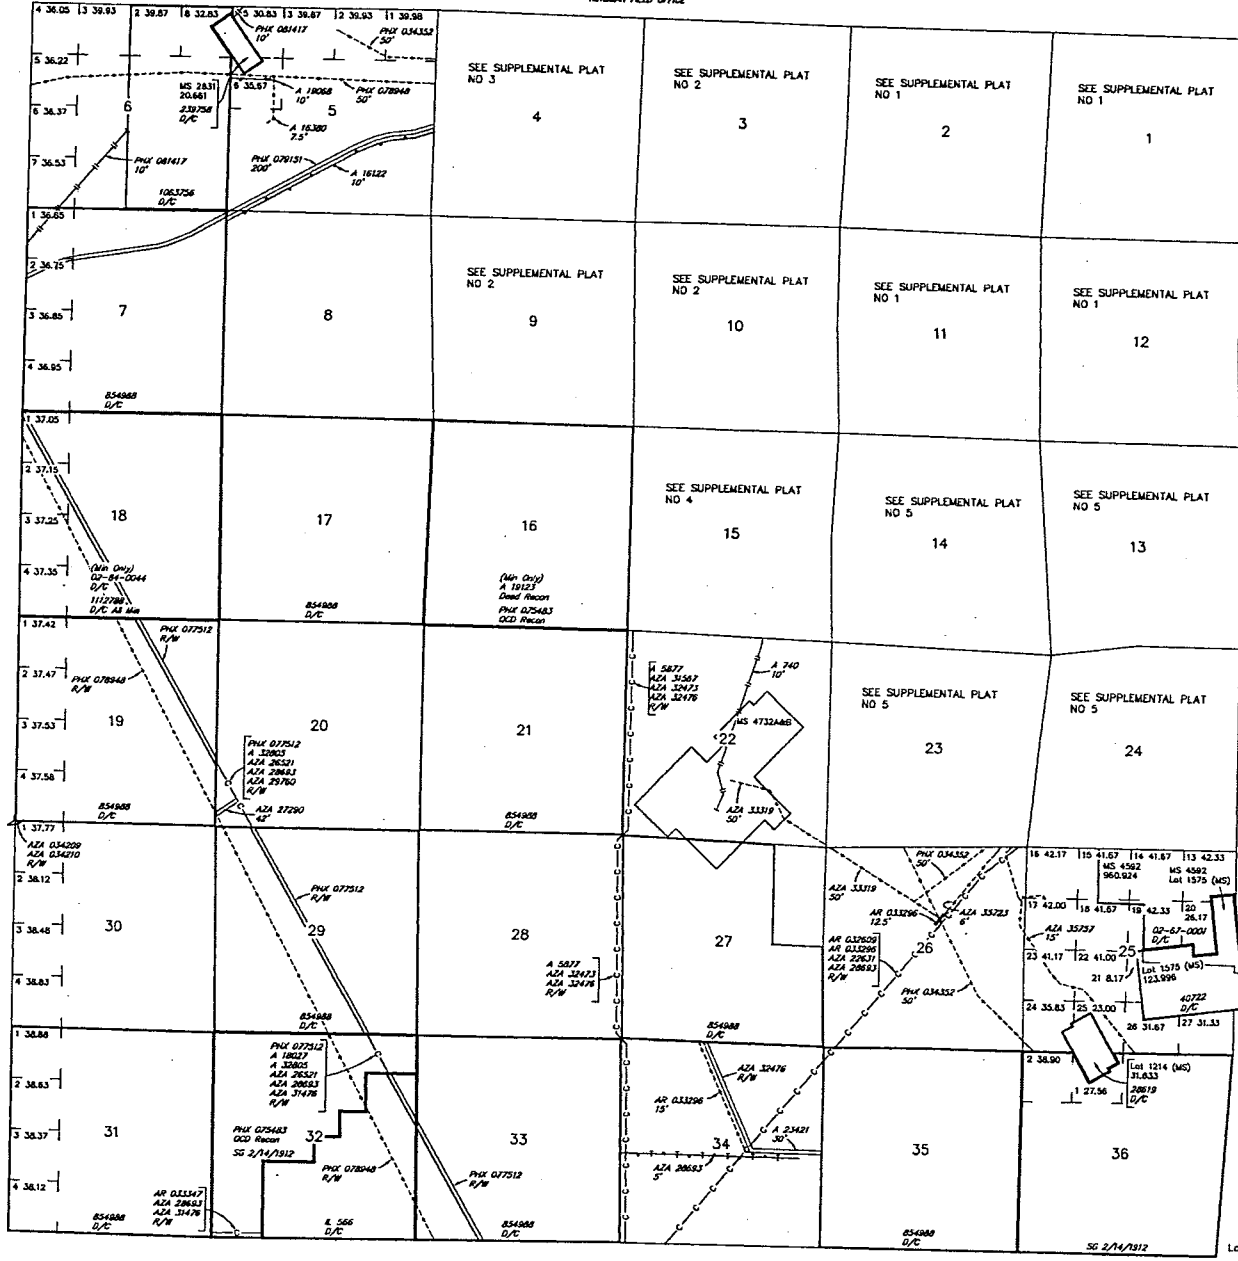 KINGMAN FIELD OFFICE
4 36.05 3 39.93 2 39.87 8 32.83 5 30.83 3 39.87 2 39.93 1 39.98
PHX 081417
10'
PHX 034352
50'
5 36.22
MS 2831
20.661
239758
D/C
6 35.67
A 19068
10'
PHX 078948
50'
6 36.37
6
5
A 16380
7.5'
7 36.53
PHX 081417
10'
PHX 079151
200'
A 16122
10'
1063756
D/C
SEE SUPPLEMENTAL PLAT
NO 3
4
SEE SUPPLEMENTAL PLAT
NO 2
3
SEE SUPPLEMENTAL PLAT
NO 1
2
SEE SUPPLEMENTAL PLAT
NO 1
1
1 36.65
2 36.75
3 36.85
4 36.95
7
854988
D/C
8
SEE SUPPLEMENTAL PLAT
NO 2
9
SEE SUPPLEMENTAL PLAT
NO 2
10
SEE SUPPLEMENTAL PLAT
NO 1
11
SEE SUPPLEMENTAL PLAT
NO 1
12
1 37.05
2 37.15
3 37.25
4 37.35
18
(Min Only)
02-84-0044
D/C
1112788
D/C All Min
17
854988
D/C
16
(Min Only)
A 19123
Deed Recon
PHX 075483
QCD Recon
SEE SUPPLEMENTAL PLAT
NO 4
15
SEE SUPPLEMENTAL PLAT
NO 5
14
SEE SUPPLEMENTAL PLAT
NO 5
13
1 37.42
2 37.47
3 37.53
4 37.58
PHX 077512
R/W
PHX 078948
R/W
19
854988
D/C
20
PHX 077512
A 32805
AZA 26521
AZA 28693
AZA 29760
R/W
AZA 27290
42'
21
854988
D/C
A 5877
AZA 31567
AZA 32473
AZA 32476
R/W
A 740
10'
MS 4732A&B
22
AZA 33319
50'
SEE SUPPLEMENTAL PLAT
NO 5
23
SEE SUPPLEMENTAL PLAT
NO 5
24
1 37.77
AZA 034209
AZA 034210
R/W
2 38.12
3 38.48
4 38.83
30
PHX 077512
R/W
29
854988
D/C
28
A 5877
AZA 32473
AZA 32476
R/W
27
854988
D/C
AZA 33319
50'
PHX 034352
50'
AR 033296
12.5'
AZA 35723
6'
AR 032609
AR 033296
AZA 22631
AZA 28693
R/W
26
PHX 034352
50'
16 42.17 15 41.67 14 41.87 13 42.33
MS 4592
960.924
MS 4592
Lot 1575 (MS)
17 42.00 18 41.67 19 42.33 20
26.17
AZA 35757
15'
02-67-0001
D/C
23 41.17 22 41.00 25
21 8.17
Lot 1575 (MS)
123.996
24 35.83 25 23.00
40722
D/C
26 31.67 27 31.33
1 38.88
2 38.63
3 38.37
4 38.12
31
854988
D/C
PHX 077512
A 18027
A 32805
AZA 26521
AZA 28693
AZA 31476
R/W
PHX 075483
QCD Recon
SG 2/14/1912
32
PHX 078948
R/W
AR 033347
AZA 28693
AZA 31476
R/W
IL 566
D/C
33
PHX 077512
R/W
854988
D/C
AZA 32476
R/W
AR 033296
15'
34
A 23421
30'
AZA 28693
5'
35
854988
D/C
2 38.90
1 27.56
Lot 1214 (MS)
31.833
28619
D/C
36
SG 2/14/1912